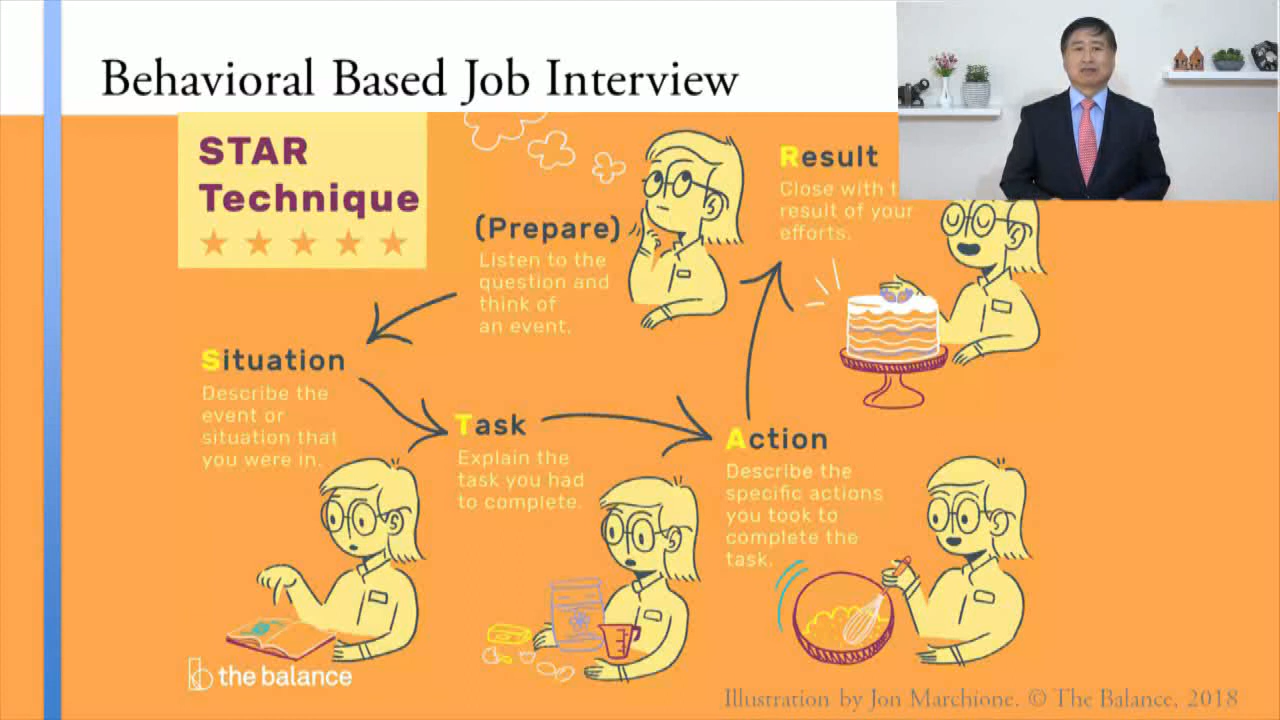 Behavioral Based Job Interview
STAR
Technique
(Prepare)
Listen to the
question and
think of
an event.
Situation
Describe the
event or
situation that
you were in.
Task
Explain the
task you had
to complete.
Action
Describe the
specific actions
you took to
complete the
task.
Result
Close with
result of your
efforts.
the balance
Illustration by Jon Marchione. © The Balance, 2018